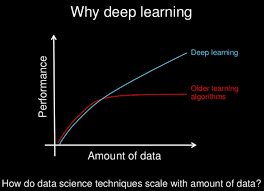 Why deep learning
Deep learning
Older learning
algorithms
Performance
Amount of data
How do data science techniques scale with amount of data?